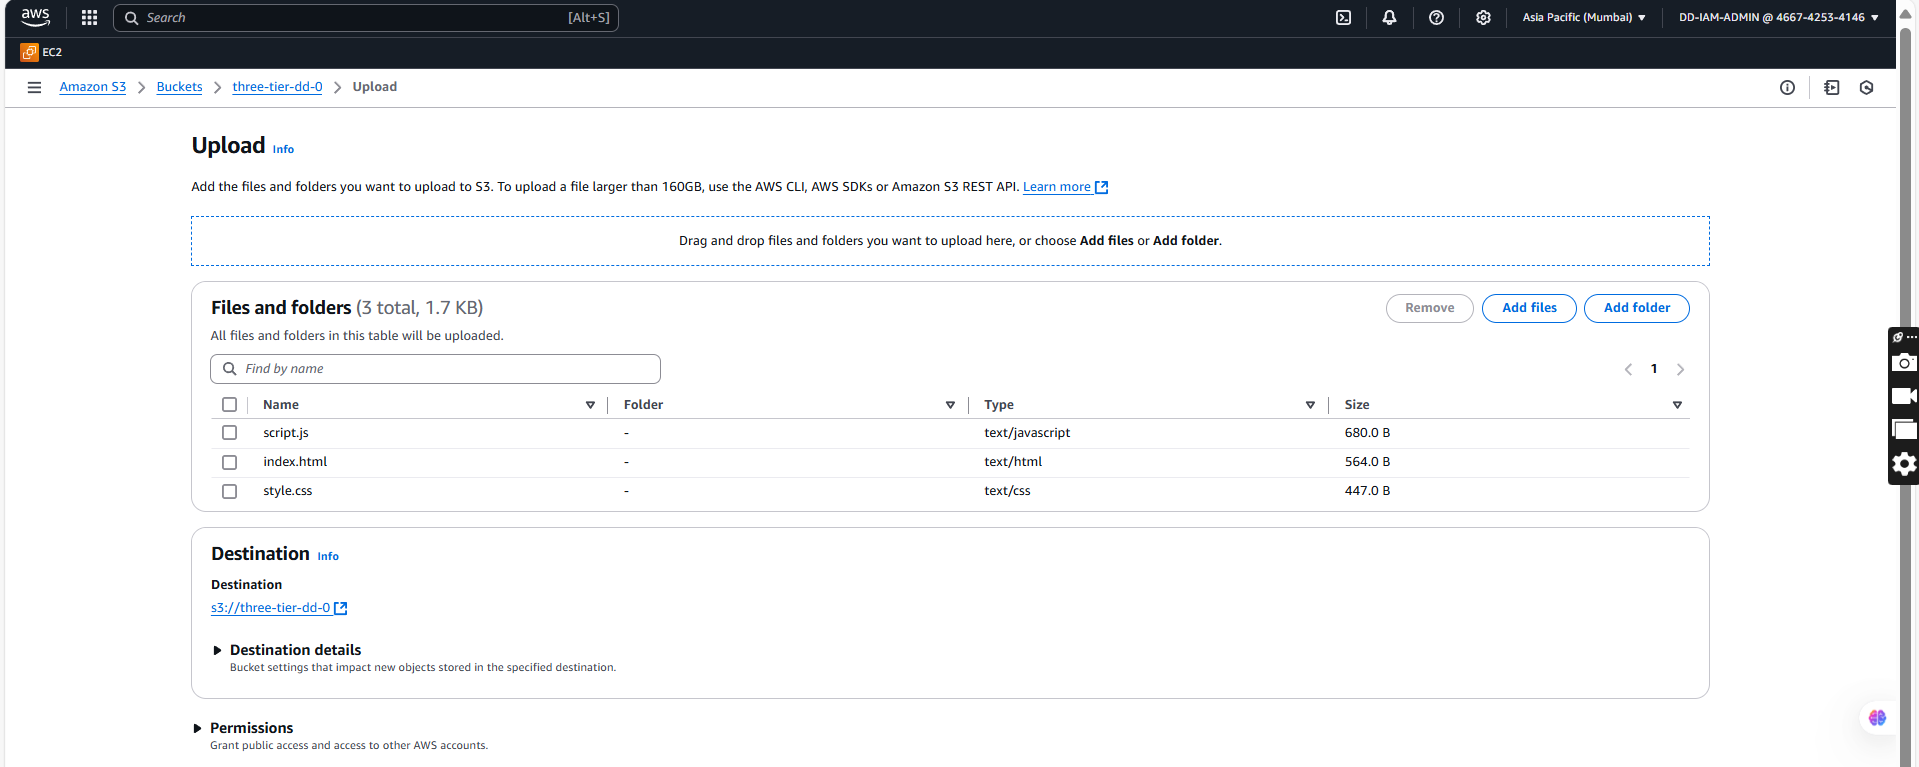 aws Search [Alt+S] Asia Pacific (Mumbai) DD-IAM-ADMIN @ 4667-4253-4146
EC2
Amazon S3 Buckets three-tier-dd-0 Upload
Upload Info
Add the files and folders you want to upload to S3. To upload a file larger than 160GB, use the AWS CLI, AWS SDKs or Amazon S3 REST API. Learn more
Drag and drop files and folders you want to upload here, or choose Add files or Add folder.
Files and folders (3 total, 1.7 KB) Remove Add files Add folder
All files and folders in this table will be uploaded.
Find by name 1
Name Folder Type Size
script.js - text/javascript 680.0 B
index.html - text/html 564.0 B
style.css - text/css 447.0 B
Destination Info
Destination
s3://three-tier-dd-0
Destination details
Bucket settings that impact new objects stored in the specified destination.
Permissions
Grant public access and access to other AWS accounts.